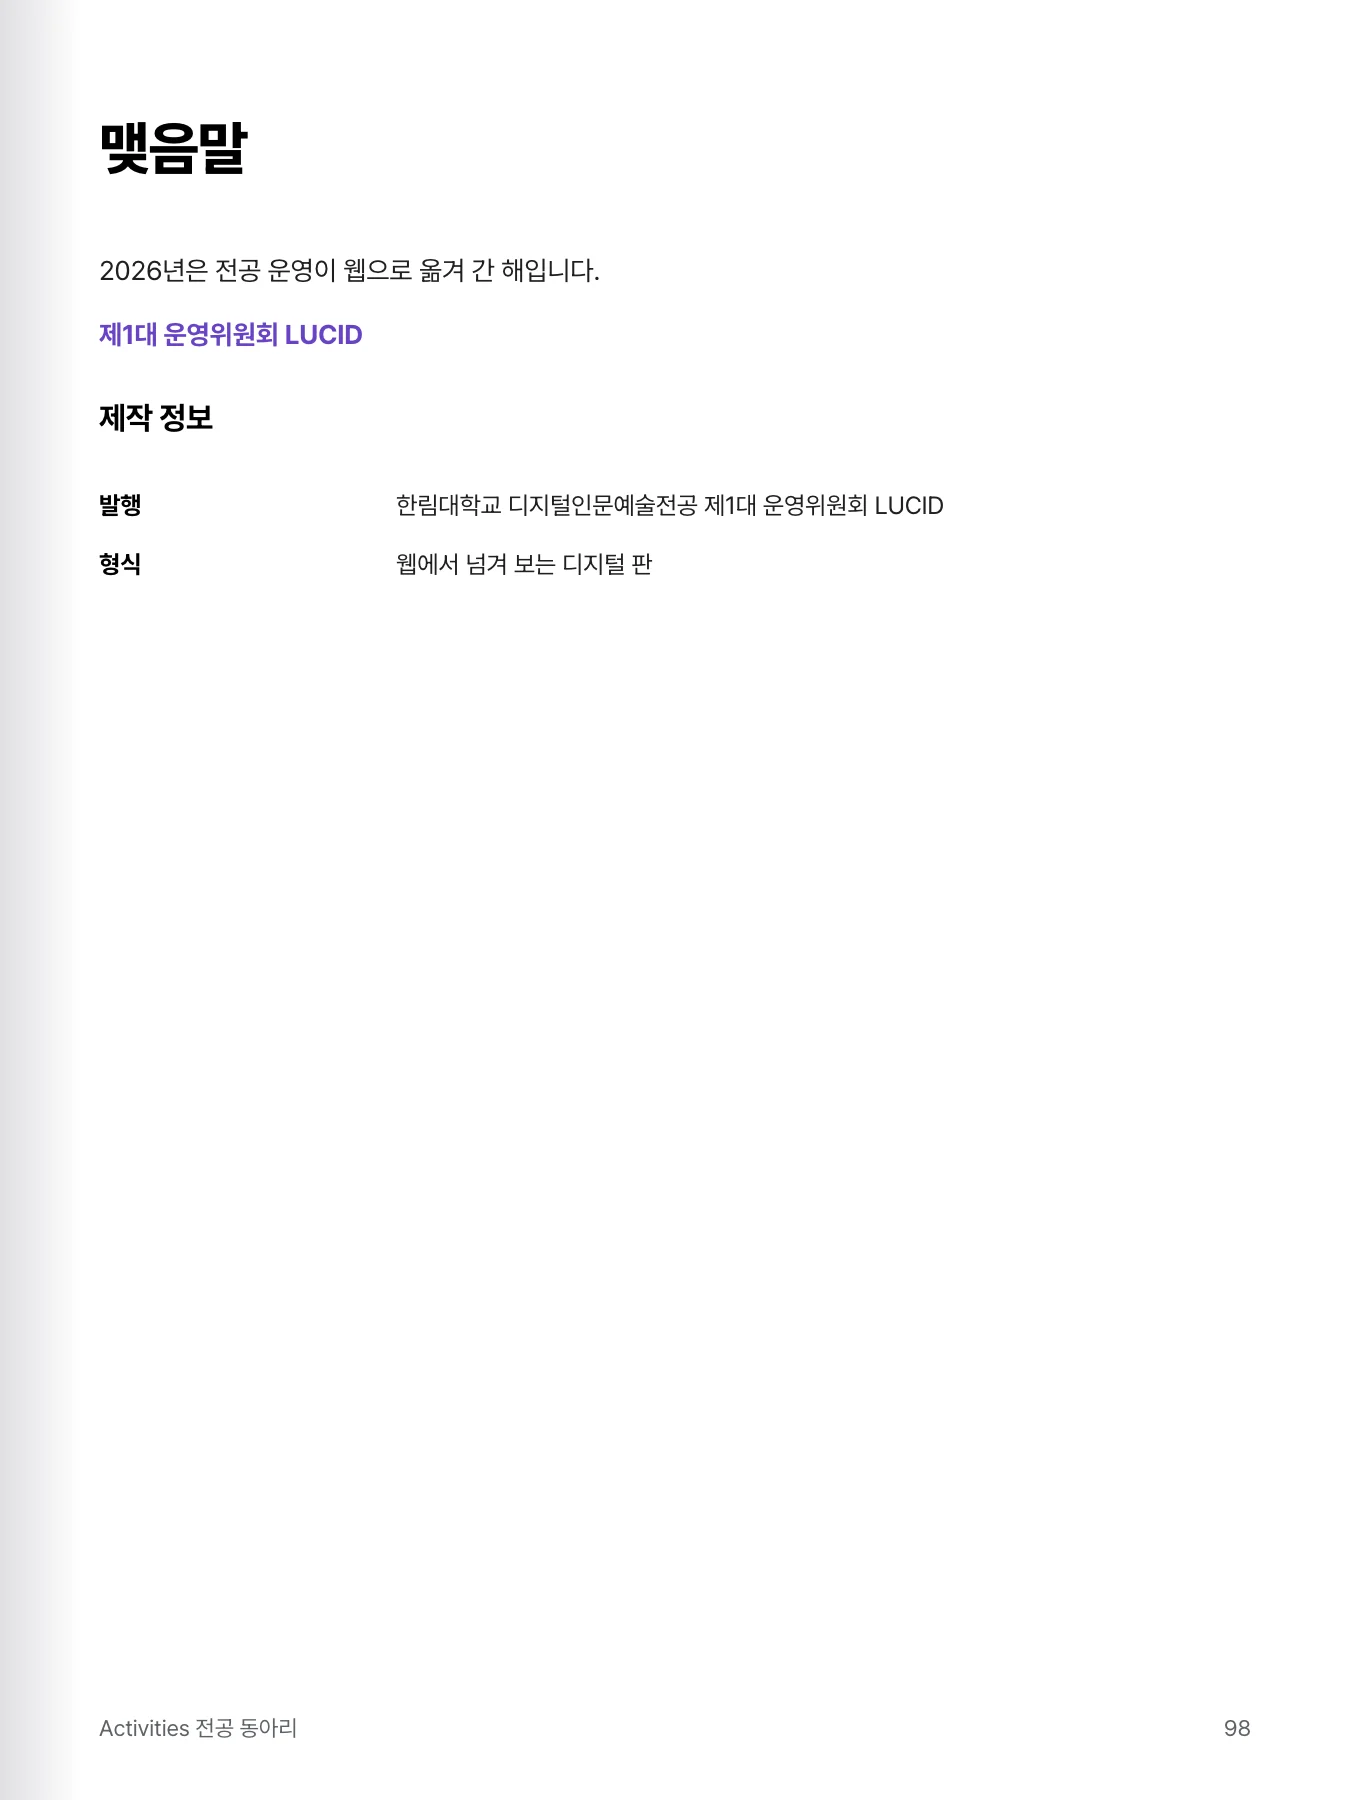 맺음말
2026년은 전공 운영이 웹으로 옮겨 간 해입니다.
제1대 운영위원회 LUCID
제작 정보
발행 한림대학교 디지털인문예술전공 제1대 운영위원회 LUCID
형식 웹에서 넘겨 보는 디지털 판
Activities 전공 동아리 98